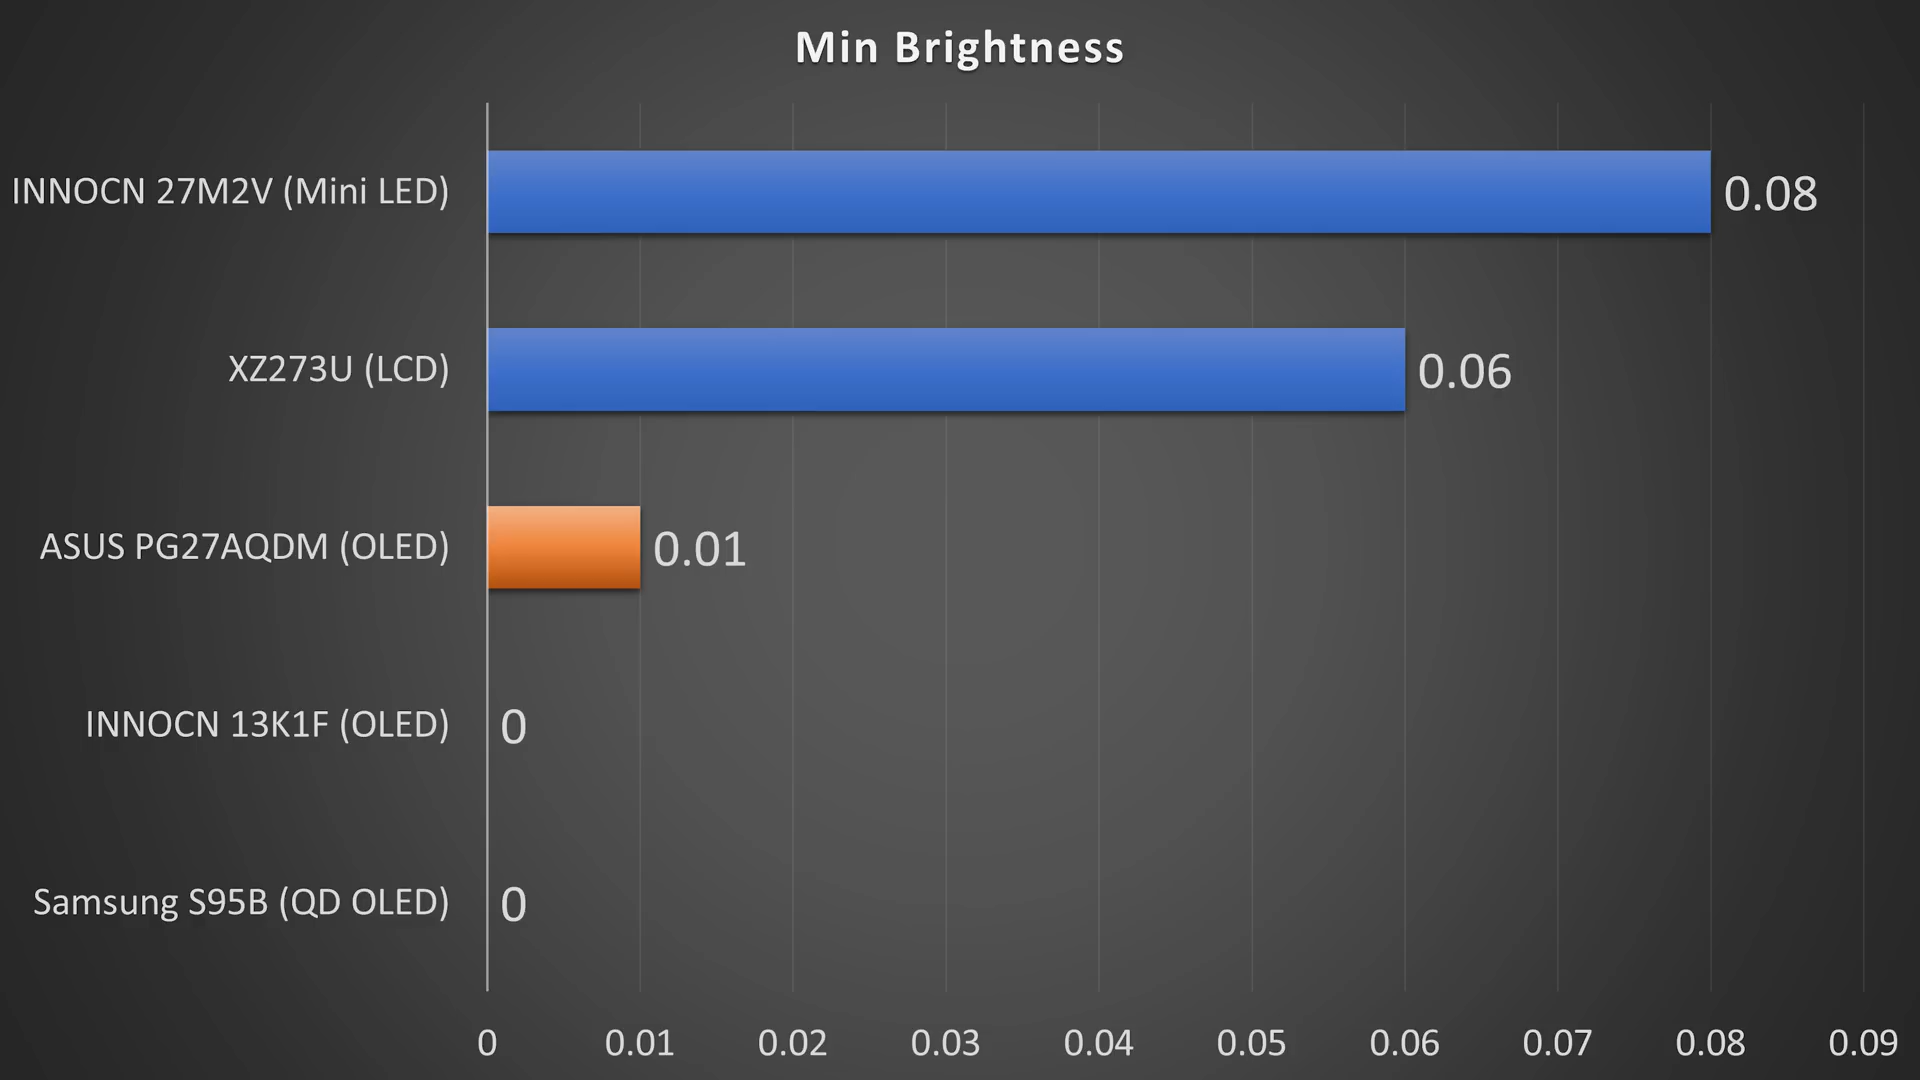 Min Brightness
INNOCN 27M2V (Mini LED)
0.08
XZ273U (LCD)
0.06
ASUS PG27AQDM (OLED)
0.01
INNOCN 13K1F (OLED)
0
Samsung S95B (QD OLED)
0
0 0.01 0.02 0.03 0.04 0.05 0.06 0.07 0.08 0.09